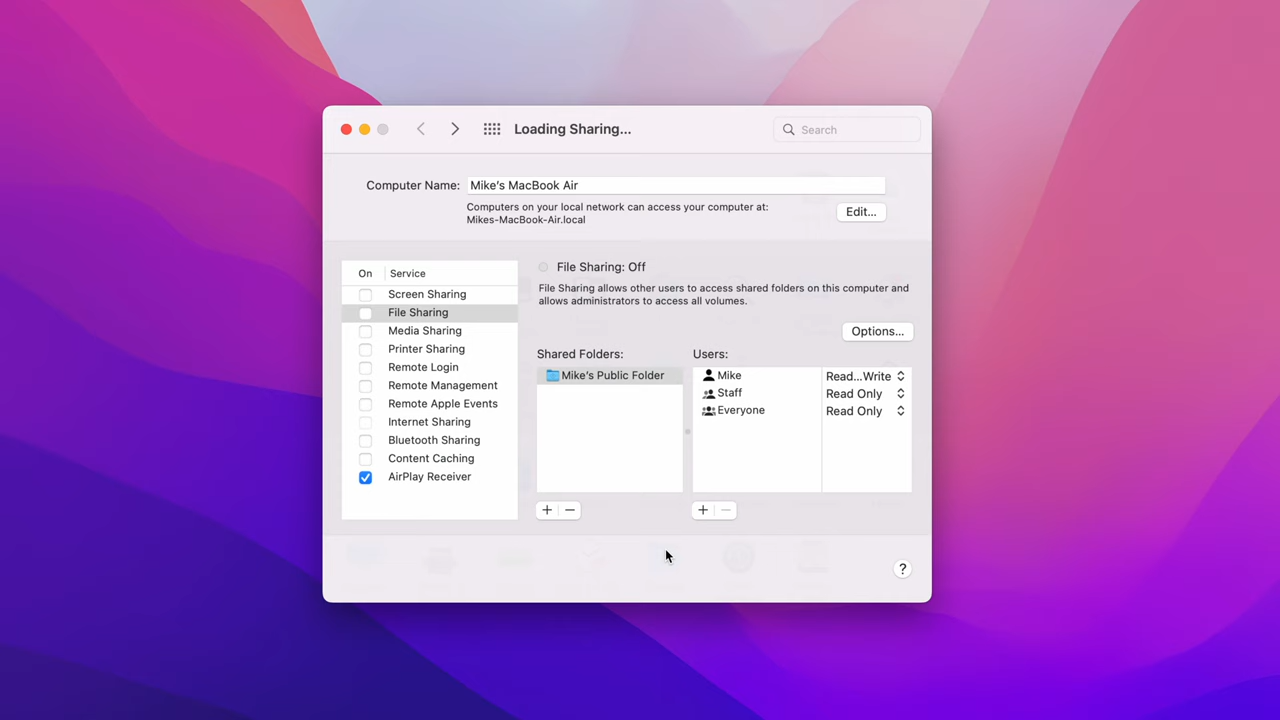 Loading Sharing...
Search
Computer Name: Mike's MacBook Air
Computers on your local network can access your computer at:
Mikes-MacBook-Air.local
Edit...
On Service
Screen Sharing
File Sharing
Media Sharing
Printer Sharing
Remote Login
Remote Management
Remote Apple Events
Internet Sharing
Bluetooth Sharing
Content Caching
AirPlay Receiver
File Sharing: Off
File Sharing allows other users to access shared folders on this computer and
allows administrators to access all volumes.
Options...
Shared Folders:
Mike's Public Folder
Users:
Mike Read...Write
Staff Read Only
Everyone Read Only
+ −
+ −
?